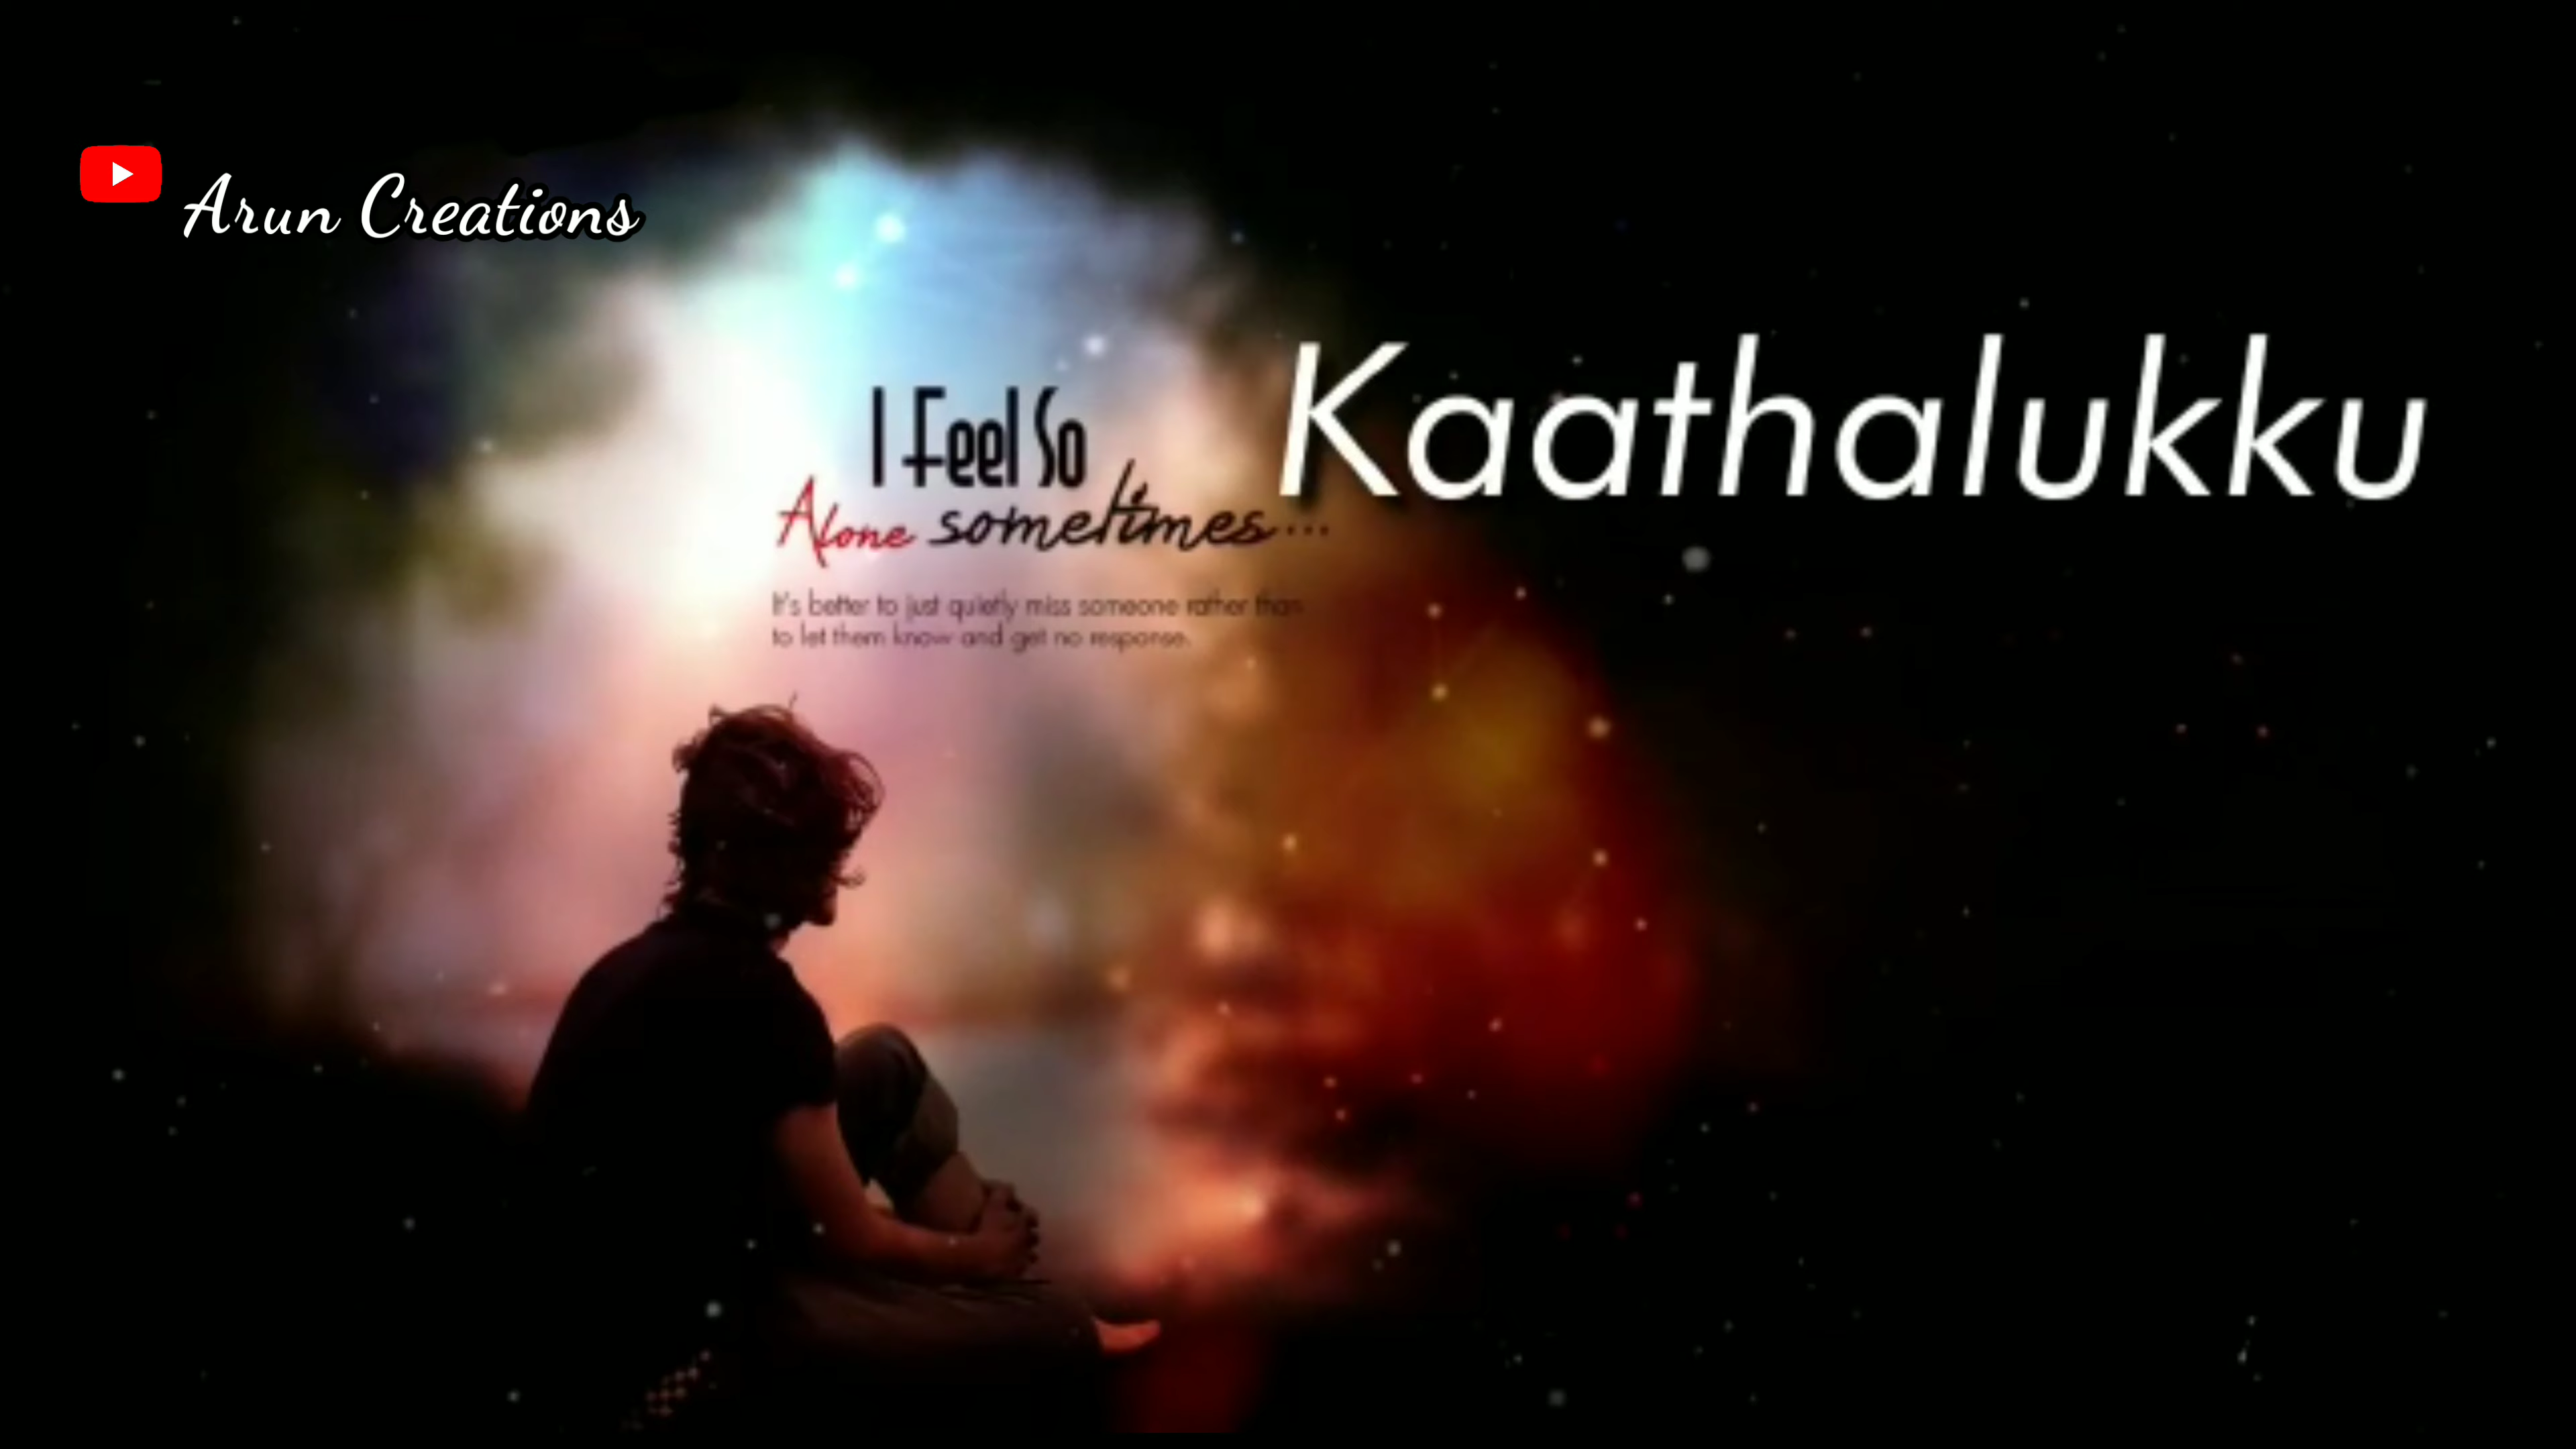 Arun Creations
Kaathalukku
I Feel So
Alone sometimes....
It's better to just quietly miss someone rather than
to let them know and get no response.